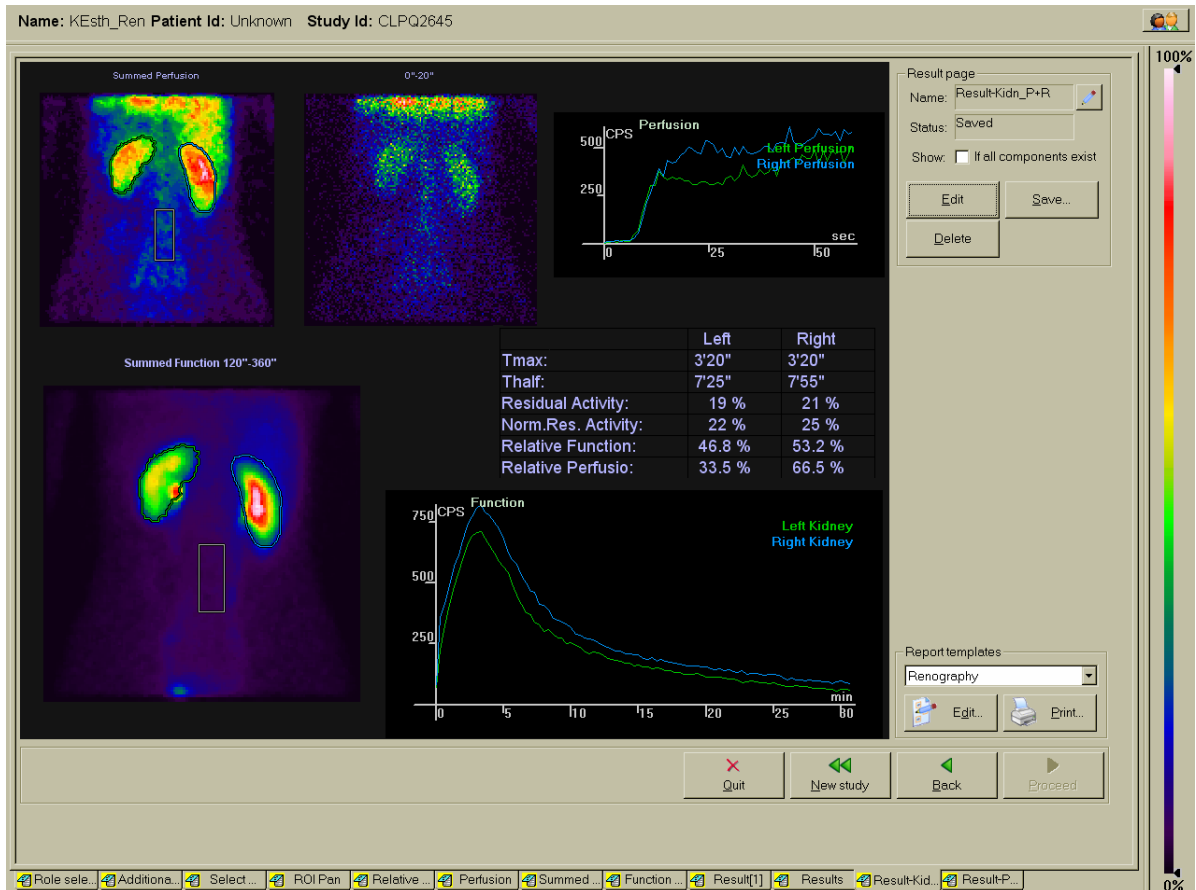 Name: KEsth_Ren Patient Id: Unknown Study Id: CLPQ2645
100%
Summed Perfusion
0"-20"
Perfusion
CPS
500
250
Left Perfusion
Right Perfusion
sec
0 25 50
Result page
Name: Result-Kidn_P+R
Status: Saved
Show: If all components exist
Edit Save...
Delete
Left Right
Tmax: 3'20" 3'20"
Thalf: 7'25" 7'55"
Residual Activity: 19 % 21 %
Norm.Res. Activity: 22 % 25 %
Relative Function: 46.8 % 53.2 %
Relative Perfusio: 33.5 % 66.5 %
Summed Function 120"-360"
Function
CPS
750
500
250
Left Kidney
Right Kidney
min
0 5 10 15 20 25 30
Report templates
Renography
Edit... Print...
Quit New study Back Proceed
Role sele... Additiona... Select ... ROI Pan Relative ... Perfusion Summed ... Function ... Result[1] Results Result-Kid... Result-P...
0%